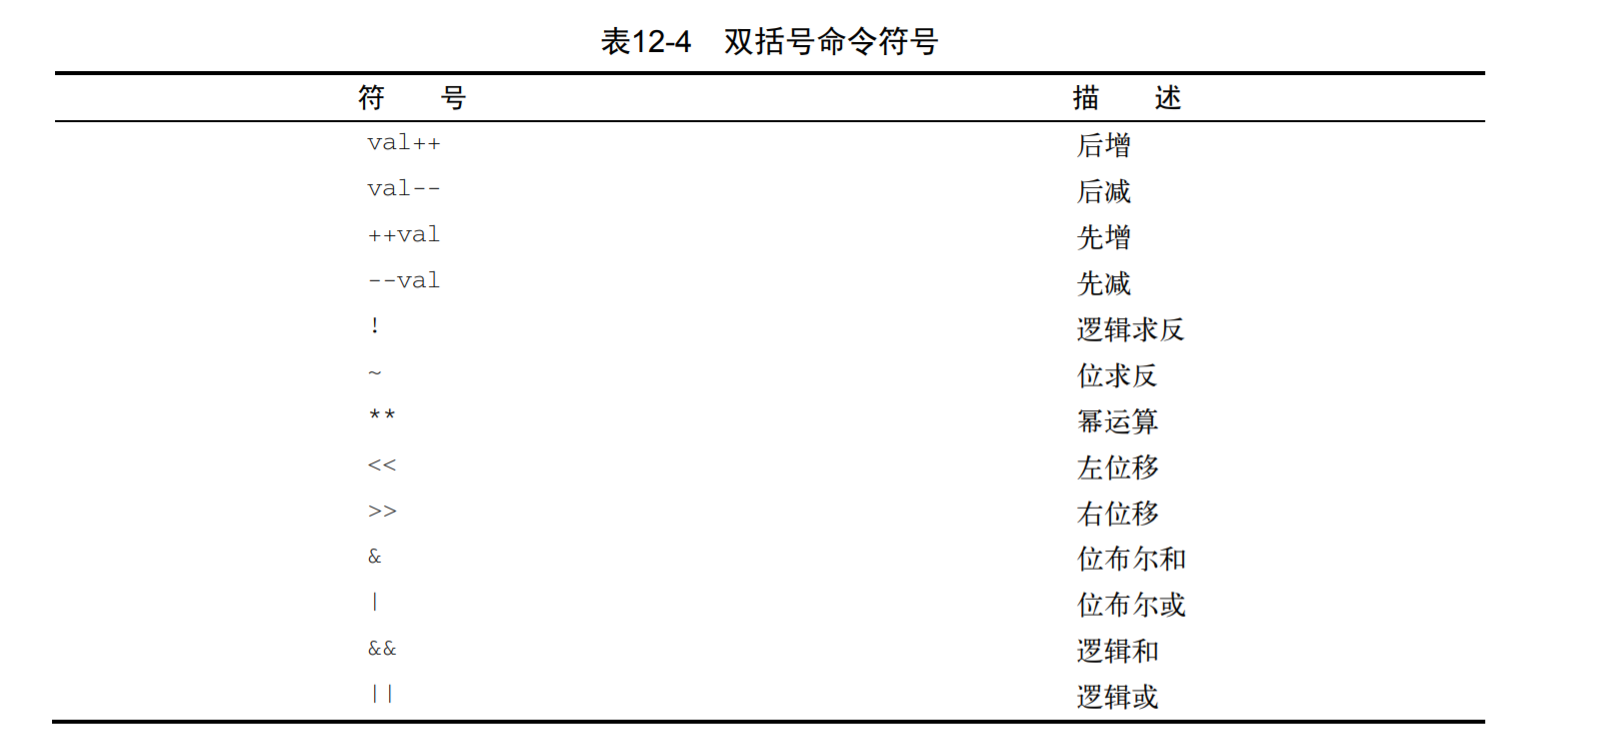 表12-4 双括号命令符号
符 号 描 述
val++ 后增
val-- 后减
++val 先增
--val 先减
! 逻辑求反
~ 位求反
** 幂运算
<< 左位移
>> 右位移
& 位布尔和
| 位布尔或
&& 逻辑和
|| 逻辑或